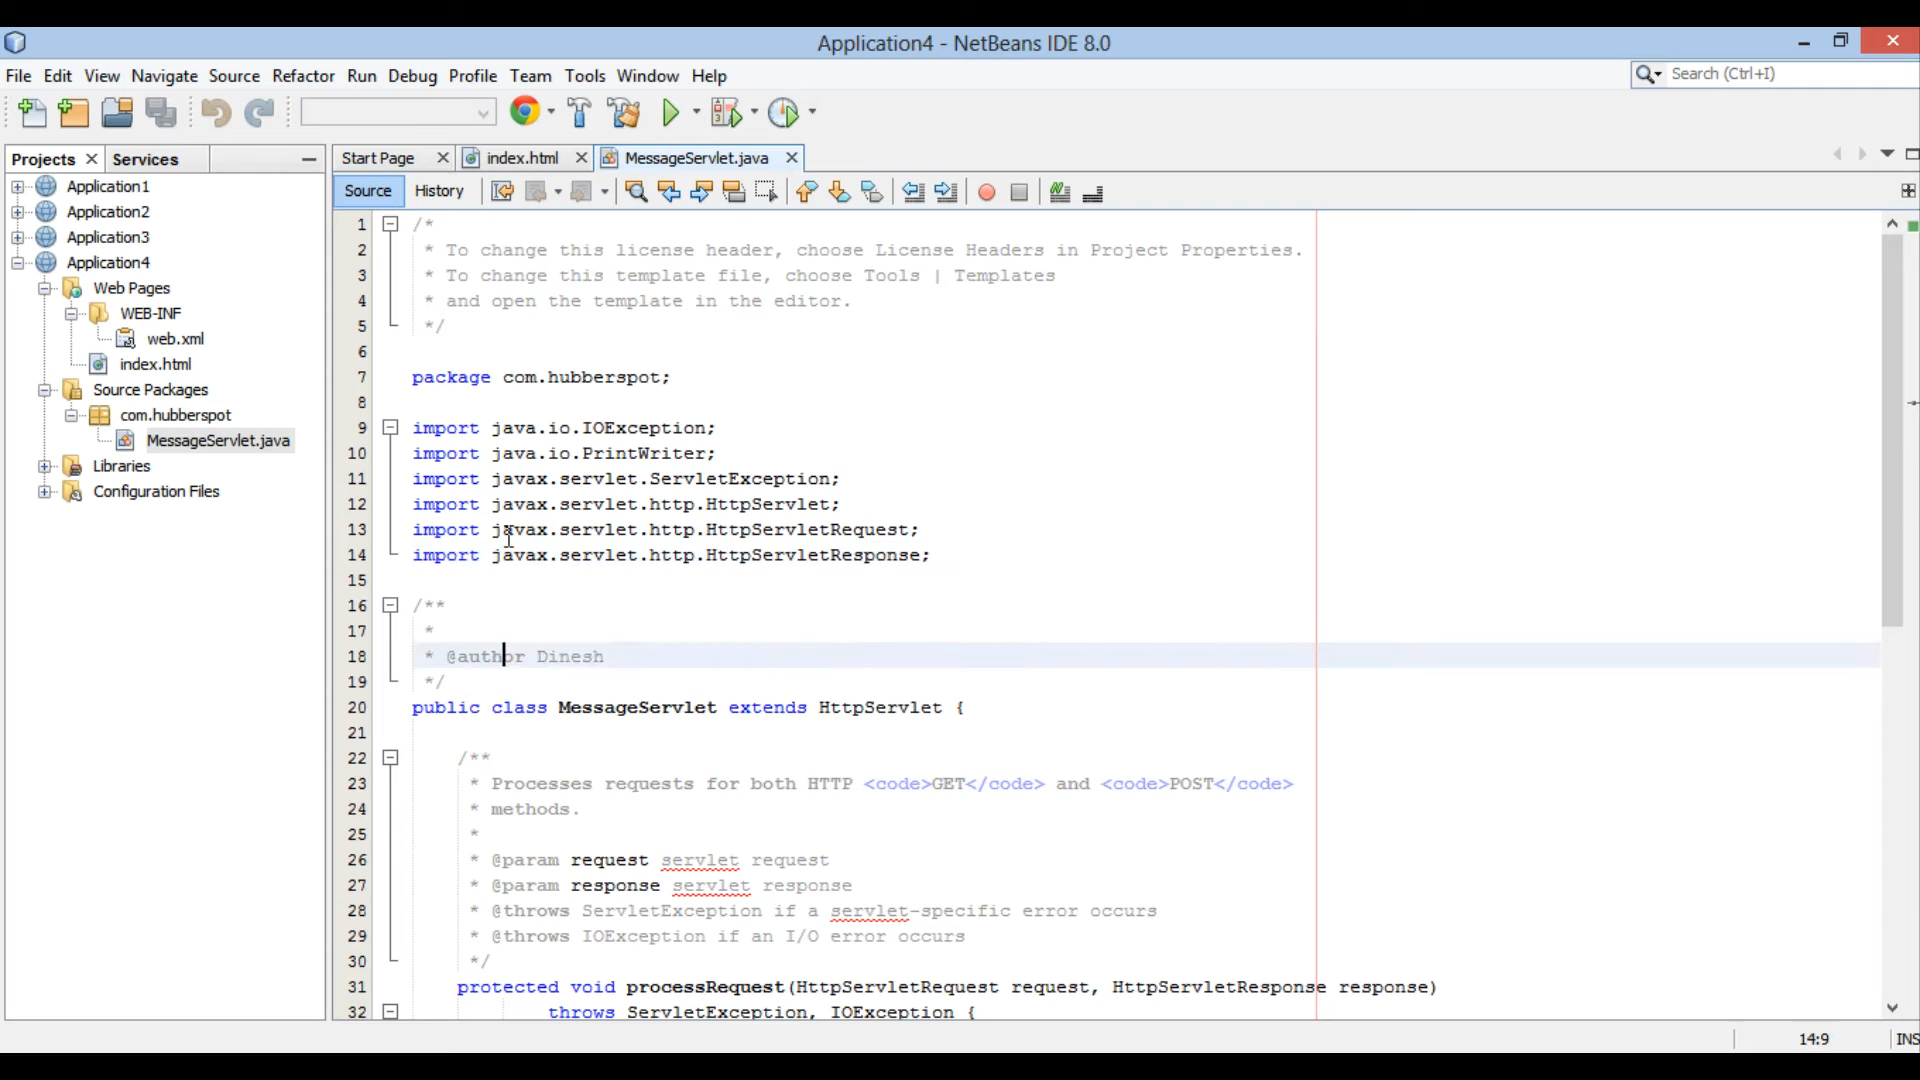 Application4 - NetBeans IDE 8.0
File Edit View Navigate Source Refactor Run Debug Profile Team Tools Window Help
Search (Ctrl+I)
Projects
Services
Application1
Application2
Application3
Application4
Web Pages
WEB-INF
web.xml
index.html
Source Packages
com.hubberspot
MessageServlet.java
Libraries
Configuration Files
Start Page
index.html
MessageServlet.java
Source
History
1 /*
2 * To change this license header, choose License Headers in Project Properties.
3 * To change this template file, choose Tools | Templates
4 * and open the template in the editor.
5 */
6
7 package com.hubberspot;
8
9 import java.io.IOException;
10 import java.io.PrintWriter;
11 import javax.servlet.ServletException;
12 import javax.servlet.http.HttpServlet;
13 import javax.servlet.http.HttpServletRequest;
14 import javax.servlet.http.HttpServletResponse;
15
16 /**
17 *
18 * @author Dinesh
19 */
20 public class MessageServlet extends HttpServlet {
21
22 /**
23 * Processes requests for both HTTP <code>GET</code> and <code>POST</code>
24 * methods.
25 *
26 * @param request servlet request
27 * @param response servlet response
28 * @throws ServletException if a servlet-specific error occurs
29 * @throws IOException if an I/O error occurs
30 */
31 protected void processRequest(HttpServletRequest request, HttpServletResponse response)
32 throws ServletException, IOException {
14:9
INS